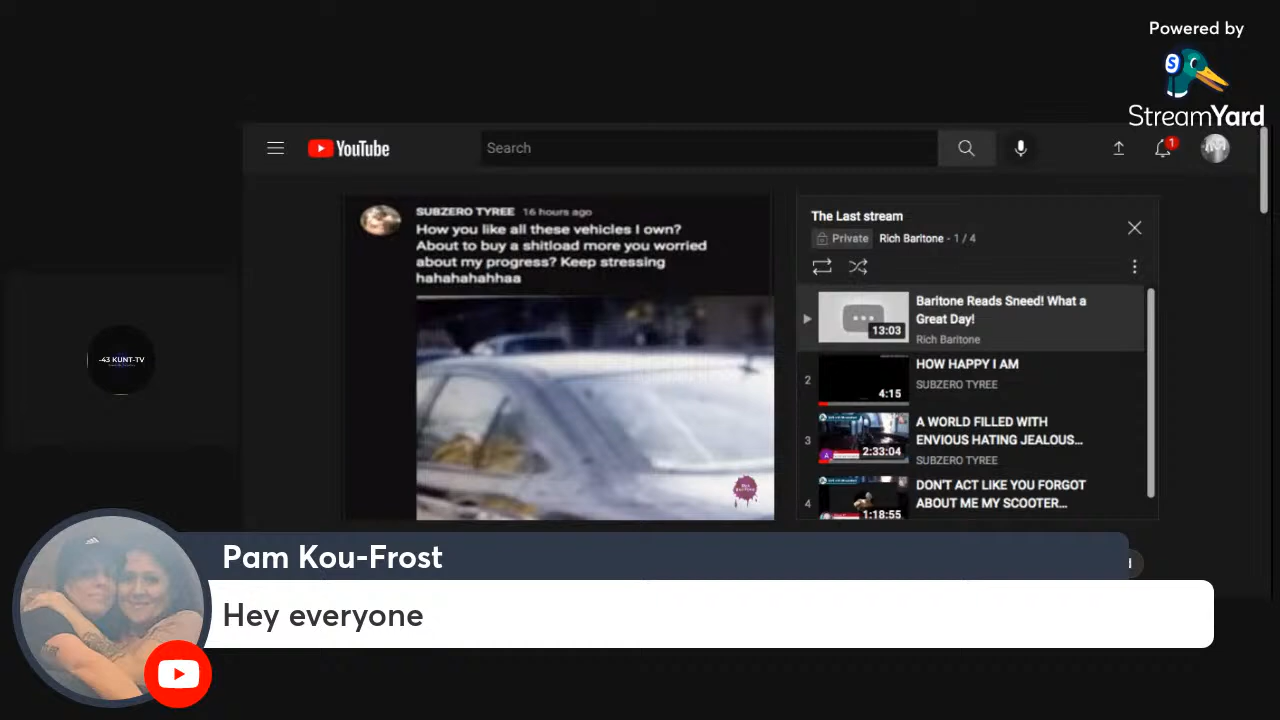 Powered by
StreamYard
YouTube
Search
1
SUBZERO TYREE 16 hours ago
How you like all these vehicles I own?
About to buy a shitload more you worried
about my progress? Keep stressing
hahahahahhaa
The Last stream
Private Rich Baritone - 1 / 4
13:03
Baritone Reads Sneed! What a
Great Day!
Rich Baritone
2
4:15
HOW HAPPY I AM
SUBZERO TYREE
3
2:33:04
A WORLD FILLED WITH
ENVIOUS HATING JEALOUS...
SUBZERO TYREE
4
1:18:55
DON'T ACT LIKE YOU FORGOT
ABOUT ME MY SCOOTER...
-43 KUNT-TV
Pam Kou-Frost
Hey everyone